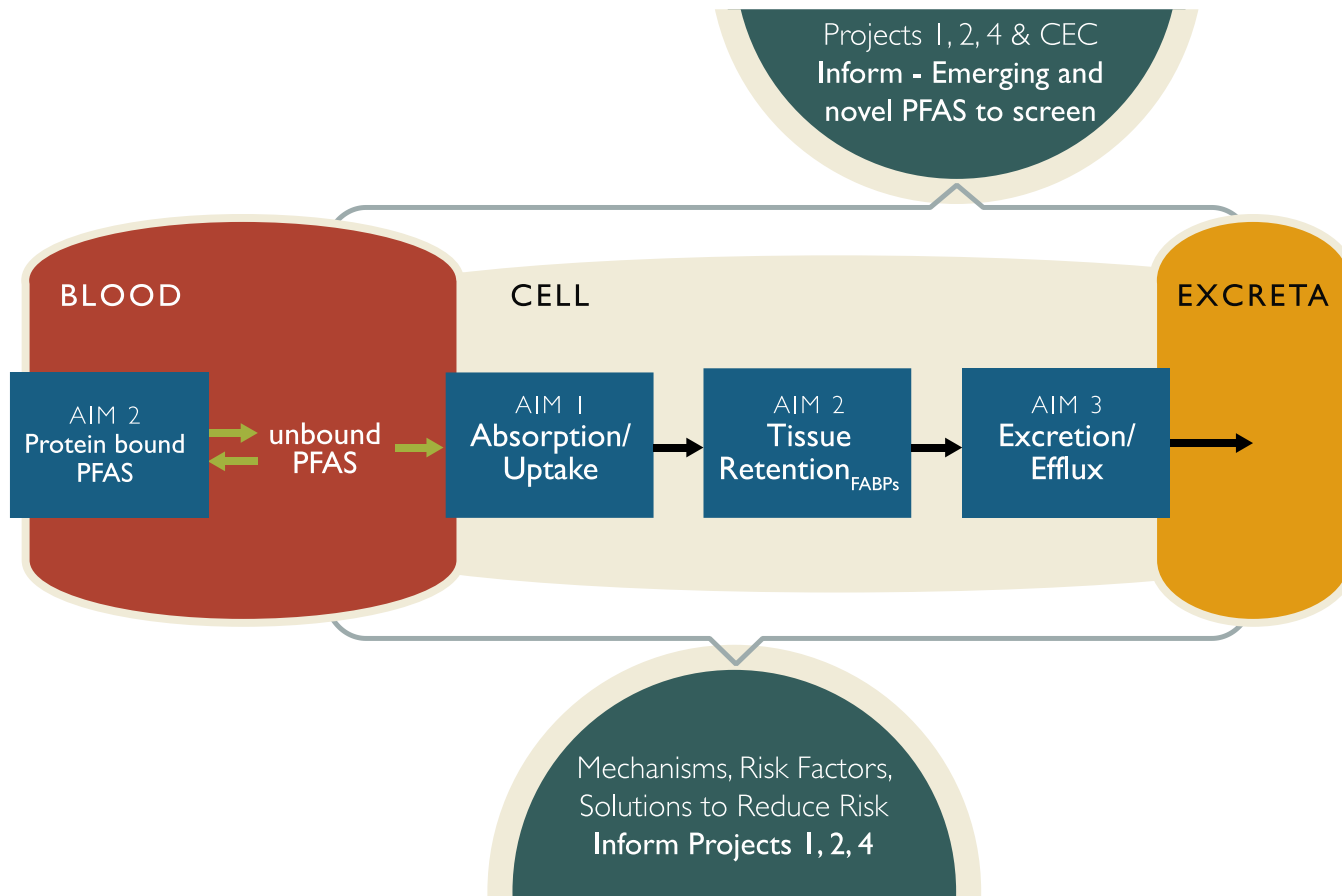 Projects 1, 2, 4 & CEC
Inform - Emerging and
novel PFAS to screen
BLOOD
CELL
EXCRETA
AIM 2
Protein bound
PFAS
unbound
PFAS
AIM 1
Absorption/
Uptake
AIM 2
Tissue
Retention FABPs
AIM 3
Excretion/
Efflux
Mechanisms, Risk Factors,
Solutions to Reduce Risk
Inform Projects 1, 2, 4